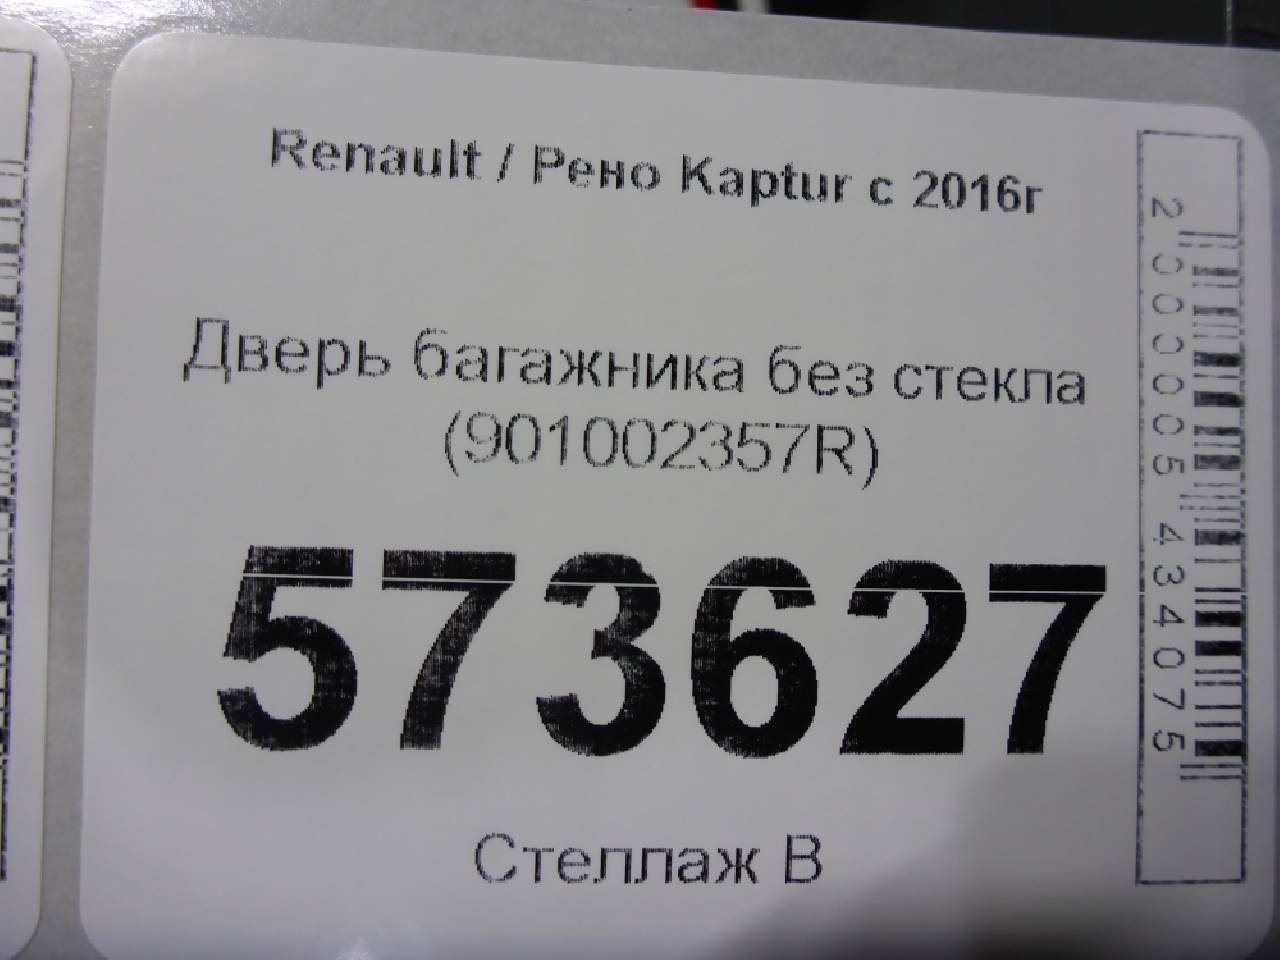 Renault / Рено Kaptur с 2016г
Дверь багажника без стекла
(901002357R)
573627
Стеллаж В
2000005434075